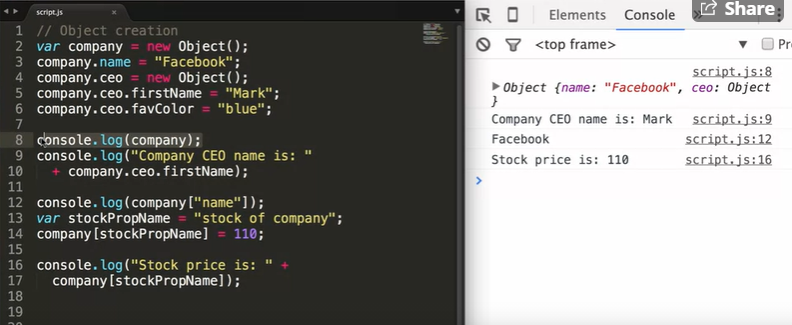 script.js
1 // Object creation
2 var company = new Object();
3 company.name = "Facebook";
4 company.ceo = new Object();
5 company.ceo.firstName = "Mark";
6 company.ceo.favColor = "blue";
7
8 console.log(company);
9 console.log("Company CEO name is: "
10 + company.ceo.firstName);
11
12 console.log(company["name"]);
13 var stockPropName = "stock of company";
14 company[stockPropName] = 110;
15
16 console.log("Stock price is: " +
17 company[stockPropName]);
18
19
Share
Elements Console
<top frame> Pr
script.js:8
Object {name: "Facebook", ceo: Object
}
Company CEO name is: Mark script.js:9
Facebook script.js:12
Stock price is: 110 script.js:16